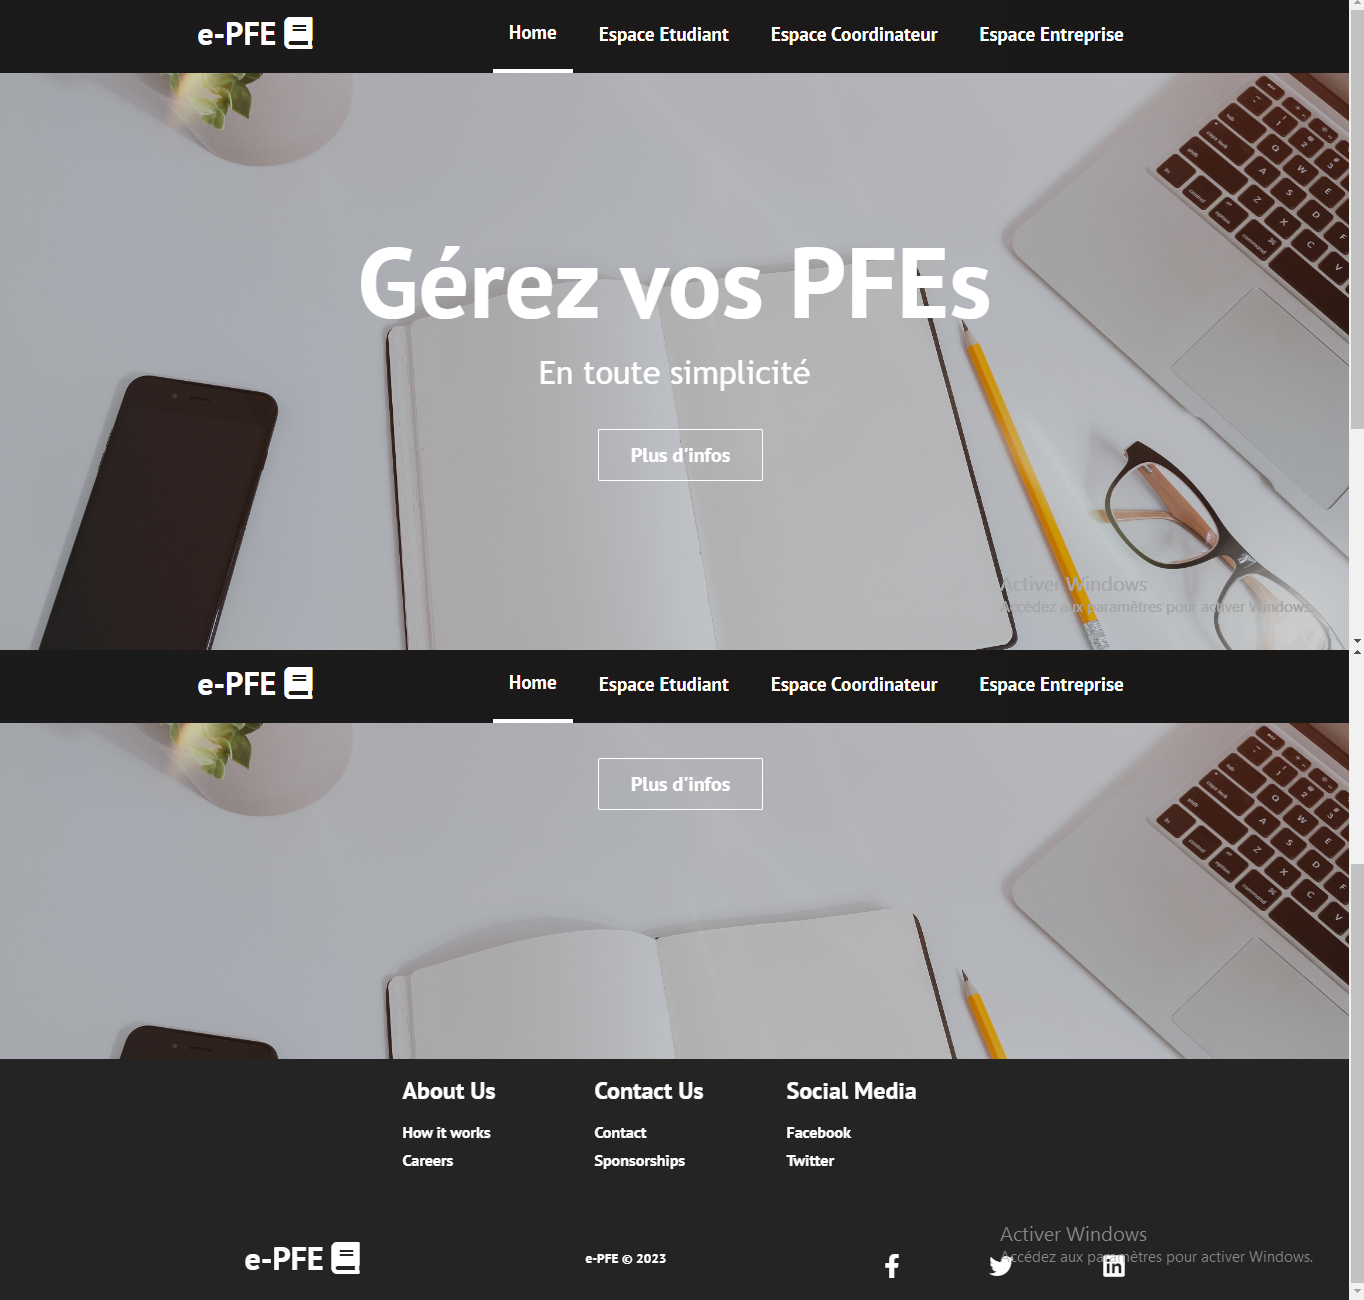 e-PFE
Home Espace Etudiant Espace Coordinateur Espace Entreprise
Gérez vos PFEs
En toute simplicité
Plus d'infos
Activer Windows
Accédez aux paramètres pour activer Windows.
e-PFE
Home Espace Etudiant Espace Coordinateur Espace Entreprise
Plus d'infos
About Us Contact Us Social Media
How it works Contact Facebook
Careers Sponsorships Twitter
Activer Windows
Accédez aux paramètres pour activer Windows.
e-PFE
e-PFE © 2023